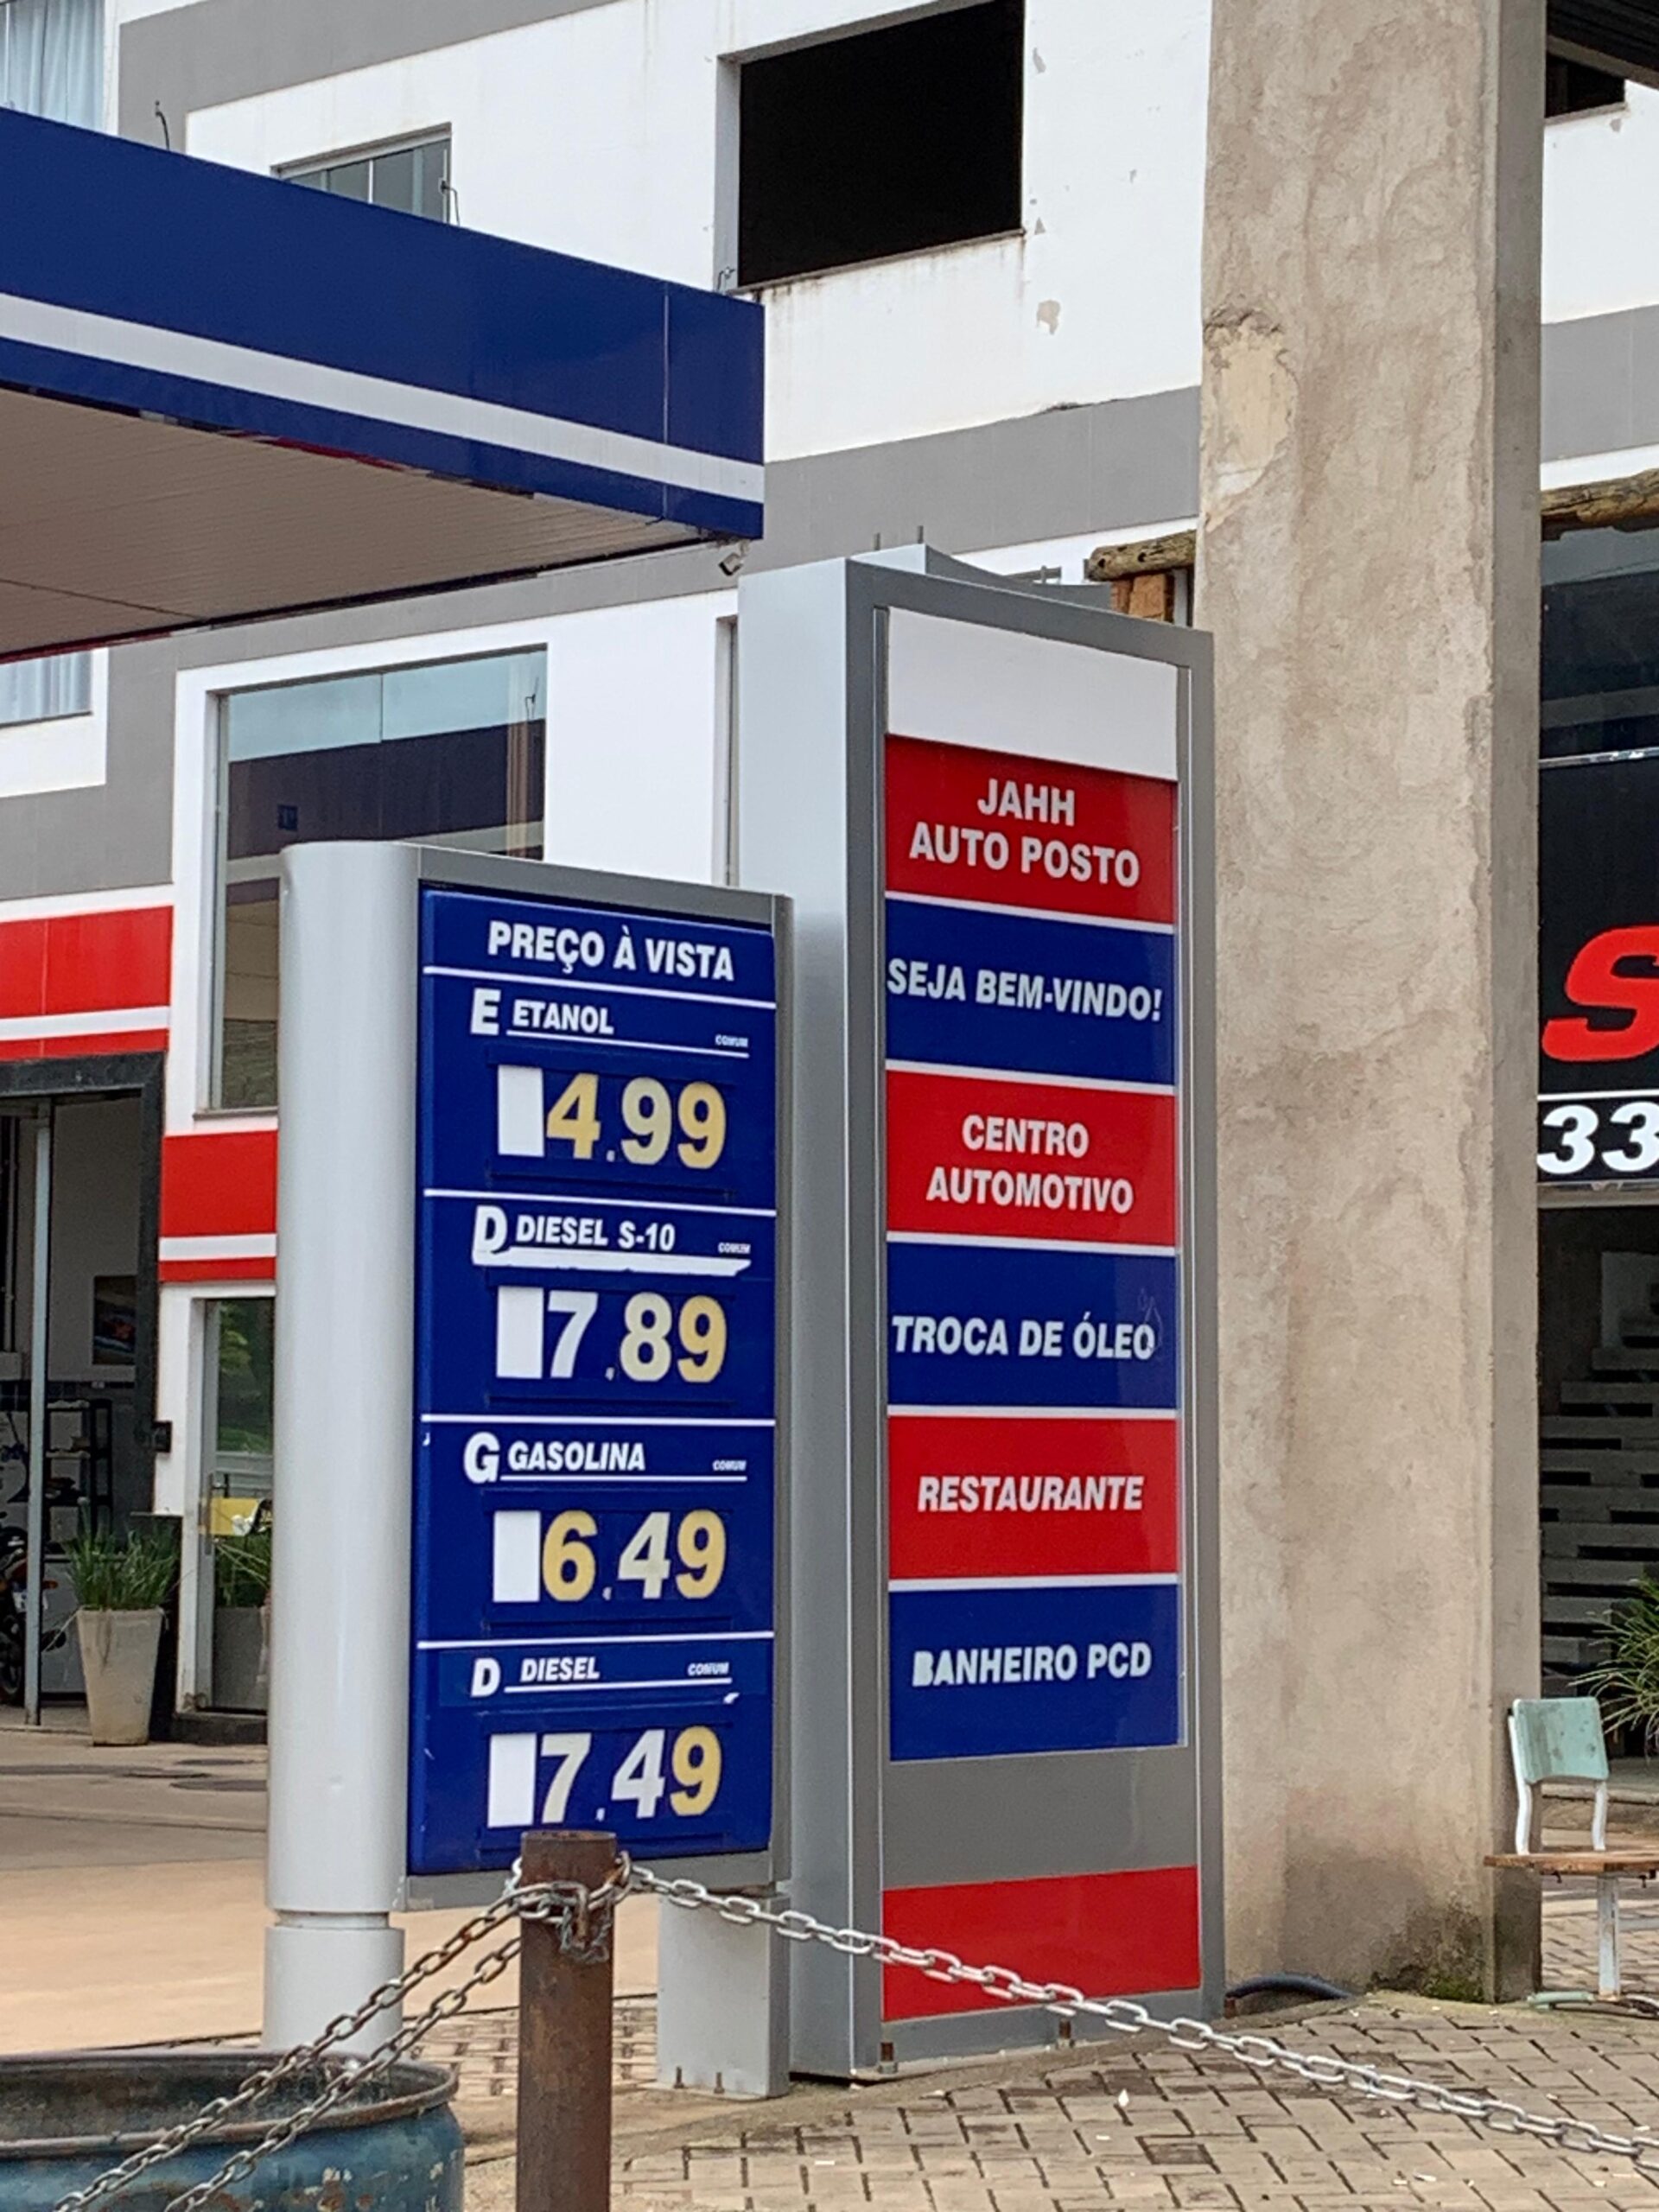 PREÇO À VISTA
E ETANOL COMUM
4.99
D DIESEL S-10 COMUM
7.89
G GASOLINA COMUM
6.49
D DIESEL COMUM
7.49
JAHH
AUTO POSTO
SEJA BEM-VINDO!
CENTRO
AUTOMOTIVO
TROCA DE ÓLEO
RESTAURANTE
BANHEIRO PCD
S
33